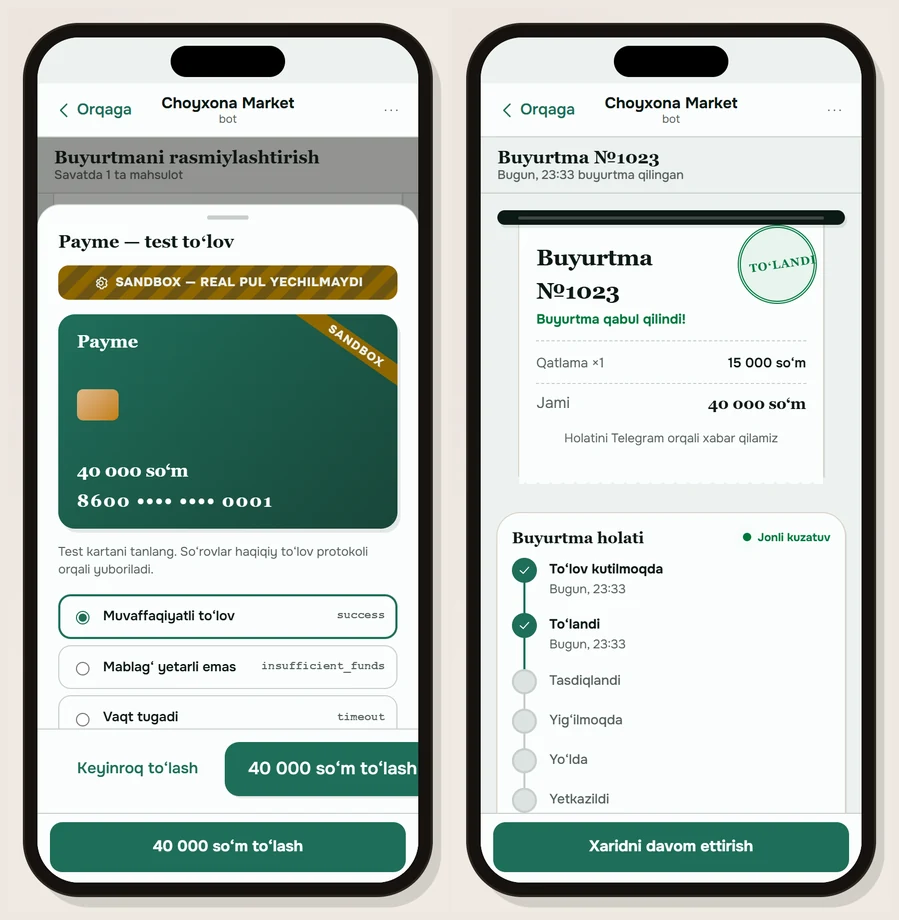 Orqaga
Choyxona Market
bot
...
Buyurtmani rasmiylashtirish
Savatda 1 ta mahsulot
Payme — test to‘lov
SANDBOX — REAL PUL YECHILMAYDI
Payme
SANDBOX
40 000 so‘m
8600 •••• •••• 0001
Test kartani tanlang. So‘rovlar haqiqiy to‘lov protokoli
orqali yuboriladi.
Muvaffaqiyatli to‘lov
success
Mablag‘ yetarli emas
insufficient_funds
Vaqt tugadi
timeout
Keyinroq to‘lash
40 000 so‘m to‘lash
40 000 so‘m to‘lash
Orqaga
Choyxona Market
bot
...
Buyurtma №1023
Bugun, 23:33 buyurtma qilingan
Buyurtma
№1023
TO‘LANDI
Buyurtma qabul qilindi!
Qatlama ×1
15 000 so‘m
Jami
40 000 so‘m
Holatini Telegram orqali xabar qilamiz
Buyurtma holati
Jonli kuzatuv
To‘lov kutilmoqda
Bugun, 23:33
To‘landi
Bugun, 23:33
Tasdiqlandi
Yig‘ilmoqda
Yo‘lda
Yetkazildi
Xaridni davom ettirish